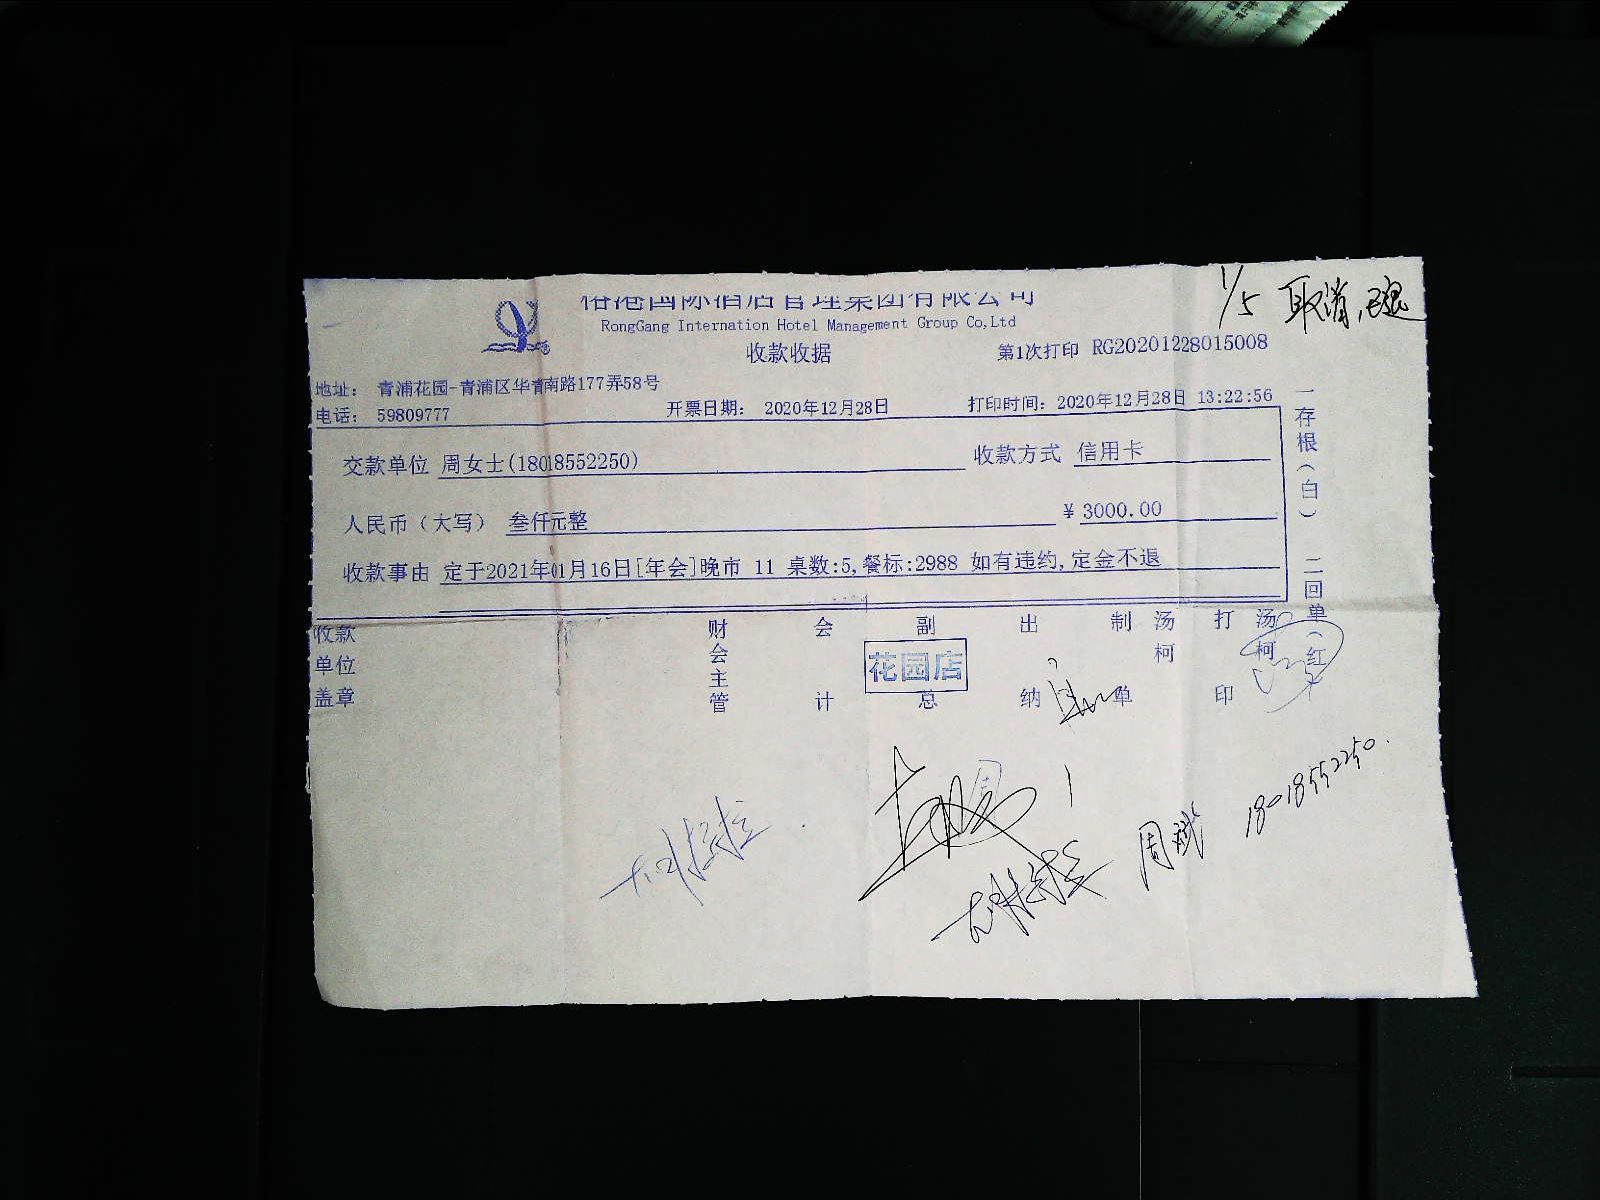 港国际酒店管理集团有限公司
RongGang Internation Hotel Management Group Co,Ltd
1/5 取消,已退
收款收据
第1次打印 RG20201228015008
地址: 青浦花园-青浦区华青南路177弄58号
电话: 59809777
开票日期: 2020年12月28日
打印时间: 2020年12月28日 13:22:56
交款单位 周女士(18018552250)
收款方式 信用卡
人民币（大写） 叁仟元整
¥ 3000.00
收款事由 定于2021年01月16日[年会]晚市 11 桌数:5,餐标:2988 如有违约,定金不退
一存根（白） 二回单（红
收款单位盖章
财会主管
会计
副总
花园店
出纳
制单
汤柯
打印
汤柯
周斌 18018552250.